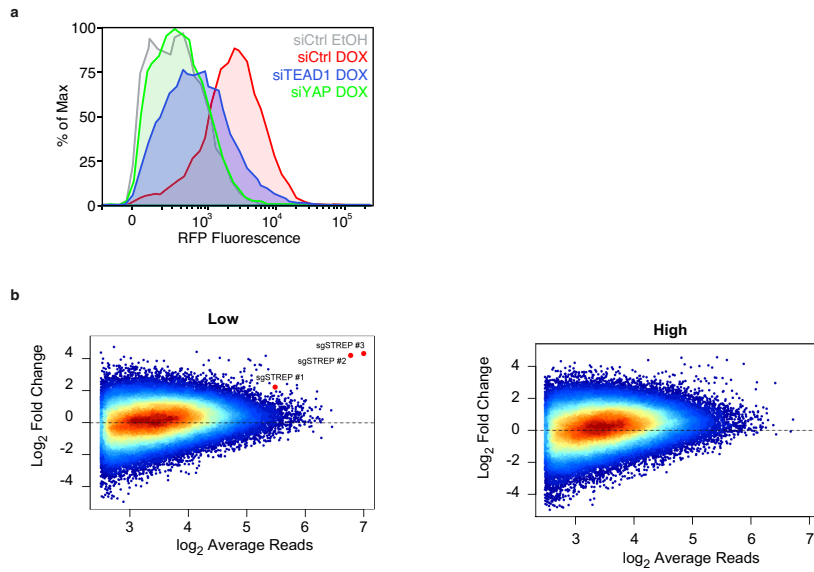 a
100
75
50
25
0
% of Max
siCtrl EtOH
siCtrl DOX
siTEAD1 DOX
siYAP DOX
0 10³ 10⁴ 10⁵
RFP Fluorescence
b
Low
4
2
0
-2
-4
Log₂ Fold Change
sgSTREP #3
sgSTREP #2
sgSTREP #1
3 4 5 6 7
log₂ Average Reads
High
4
2
0
-2
-4
Log₂ Fold Change
3 4 5 6 7
log₂ Average Reads